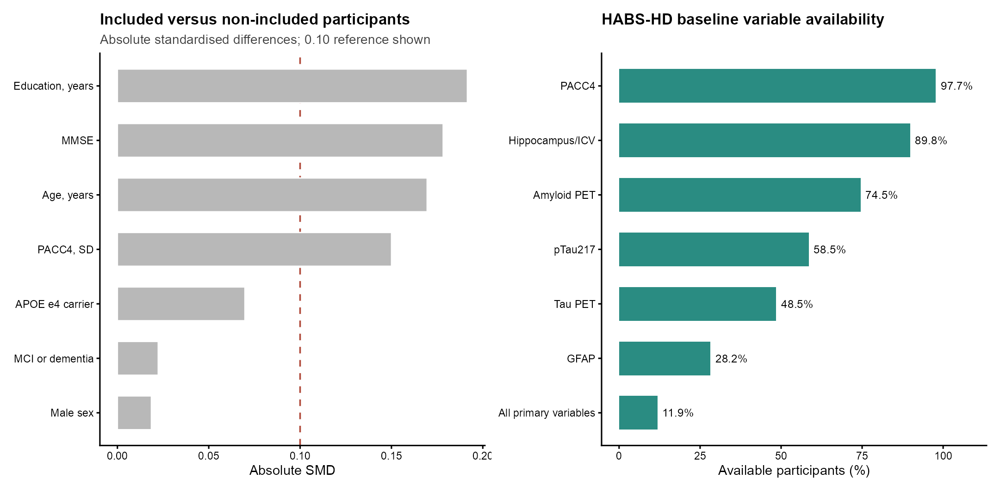 Included versus non-included participants
Absolute standardised differences; 0.10 reference shown
Education, years
MMSE
Age, years
PACC4, SD
APOE e4 carrier
MCI or dementia
Male sex
0.00 0.05 0.10 0.15 0.20
Absolute SMD
HABS-HD baseline variable availability
PACC4 97.7%
Hippocampus/ICV 89.8%
Amyloid PET 74.5%
pTau217 58.5%
Tau PET 48.5%
GFAP 28.2%
All primary variables 11.9%
0 25 50 75 100
Available participants (%)